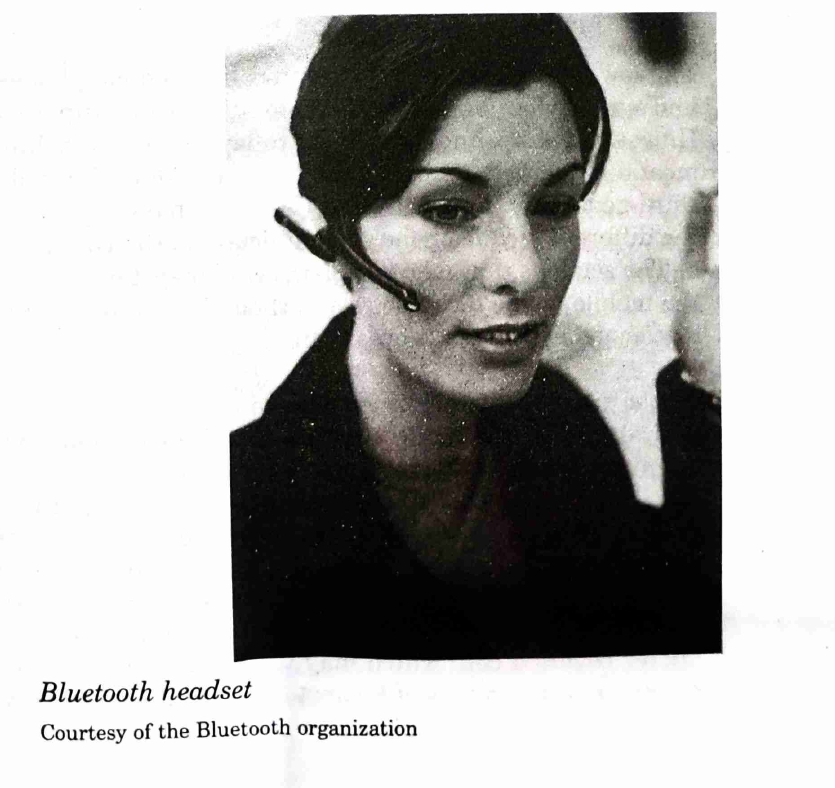 Bluetooth headset
Courtesy of the Bluetooth organization